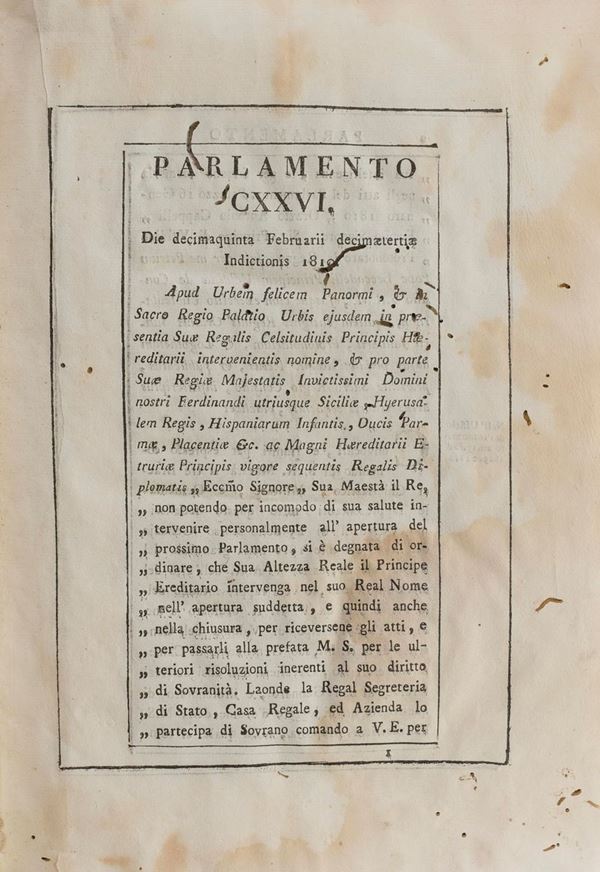 PARLAMENTO
CXXVI.
Die decimaquinta Februarii decimætertiæ
Indictionis 1810.
Apud Urbem felicem Panormi, & in
Sacro Regio Palatio Urbis ejusdem in præ-
sentia Suæ Regalis Celsitudinis Principis Hæ-
reditarii intervenientis nomine, & pro parte
Suæ Regiæ Majestatis Invictissimi Domini
nostri Ferdinandi utriusque Siciliæ, Hyerusa-
lem Regis, Hispaniarum Infantis, Ducis Par-
mæ, Placentiæ &c. ac Magni Hæreditarii E-
truriæ Principis vigore sequentis Regalis Di-
plomatis „ Eccm̃o Signore „ Sua Maestà il Re,
„ non potendo per incomodo di sua salute in-
„ tervenire personalmente all' apertura del
„ prossimo Parlamento, si è degnata di or-
„ dinare, che Sua Altezza Reale il Principe
„ Ereditario intervenga nel suo Real Nome
„ nell' apertura suddetta, e quindi anche
„ nella chiusura, per riceversene gli atti, e
„ per passarli alla prefata M. S. per le ul-
„ teriori risoluzioni inerenti al suo diritto
„ di Sovranità. Laonde la Regal Segreteria
„ di Stato, Casa Regale, ed Azienda lo
„ partecipa di Sovrano comando a V. E. per
1